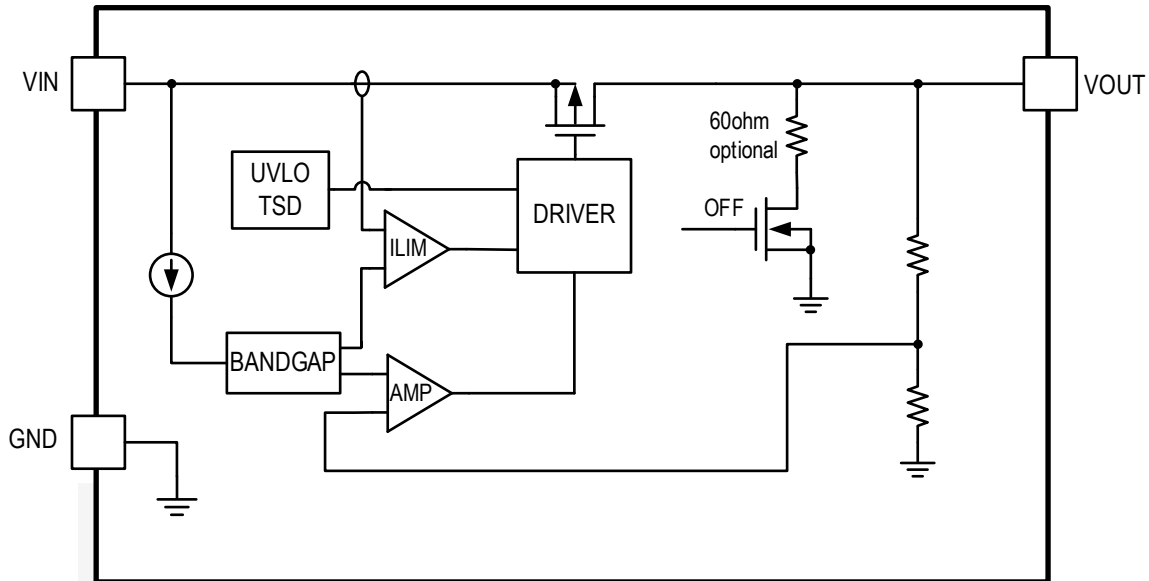 VIN
VOUT
60ohm
optional
UVLO
TSD
DRIVER
OFF
ILIM
BANDGAP
AMP
GND